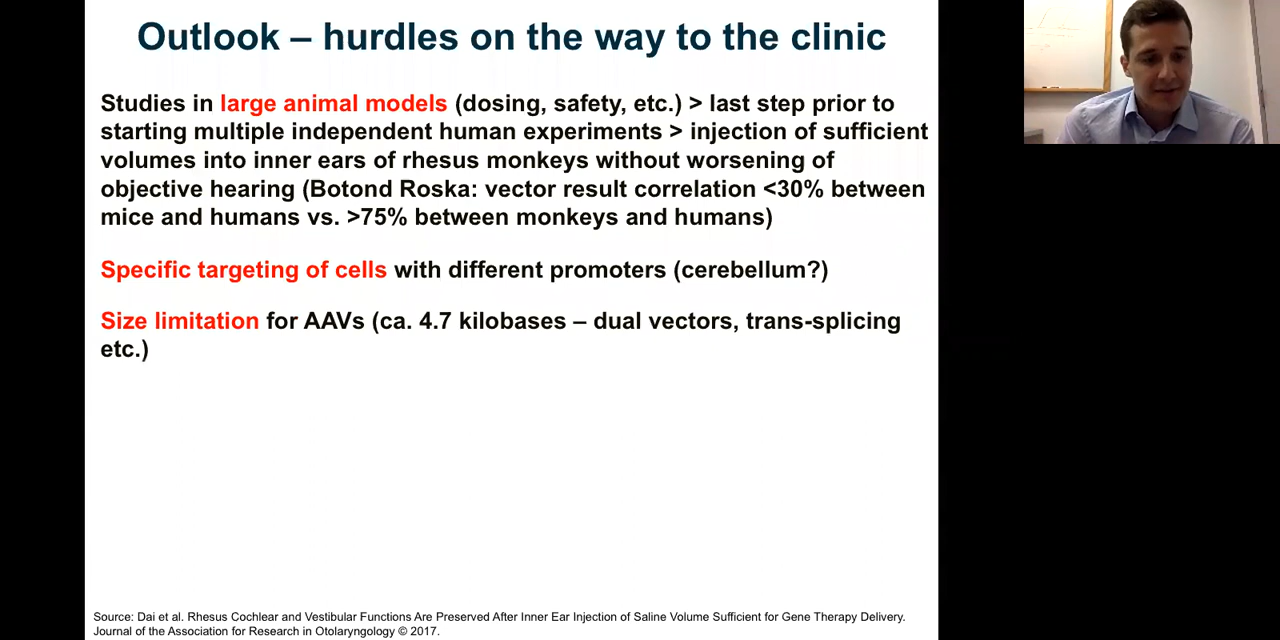 Outlook – hurdles on the way to the clinic
Studies in large animal models (dosing, safety, etc.) > last step prior to
starting multiple independent human experiments > injection of sufficient
volumes into inner ears of rhesus monkeys without worsening of
objective hearing (Botond Roska: vector result correlation <30% between
mice and humans vs. >75% between monkeys and humans)
Specific targeting of cells with different promoters (cerebellum?)
Size limitation for AAVs (ca. 4.7 kilobases – dual vectors, trans-splicing
etc.)
Source: Dai et al. Rhesus Cochlear and Vestibular Functions Are Preserved After Inner Ear Injection of Saline Volume Sufficient for Gene Therapy Delivery.
Journal of the Association for Research in Otolaryngology © 2017.